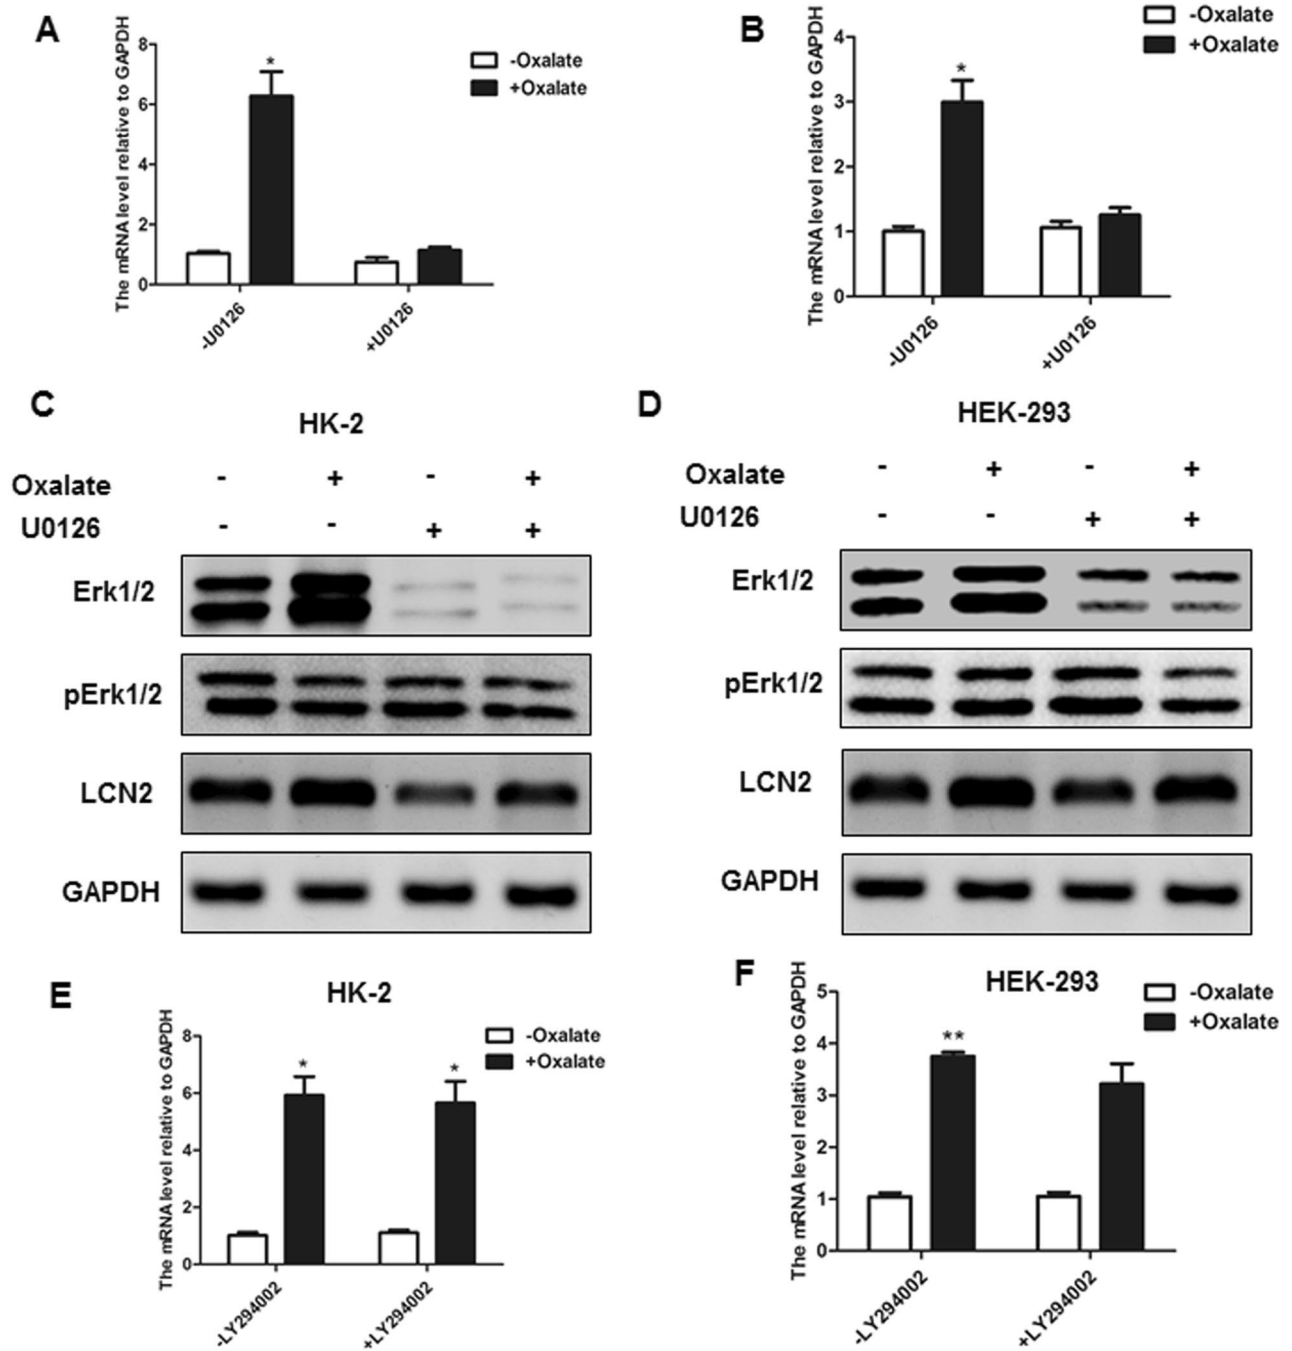 A
The mRNA level relative to GAPDH
8
6
4
2
0
*
-Oxalate
+Oxalate
-U0126
+U0126
B
The mRNA level relative to GAPDH
4
3
2
1
0
*
-Oxalate
+Oxalate
-U0126
+U0126
C
HK-2
Oxalate - + - +
U0126 - - + +
Erk1/2
pErk1/2
LCN2
GAPDH
D
HEK-293
Oxalate - + - +
U0126 - - + +
Erk1/2
pErk1/2
LCN2
GAPDH
E
HK-2
The mRNA level relative to GAPDH
8
6
4
2
0
* *
-Oxalate
+Oxalate
-LY294002
+LY294002
F
HEK-293
The mRNA level relative to GAPDH
5
4
3
2
1
0
**
-Oxalate
+Oxalate
-LY294002
+LY294002